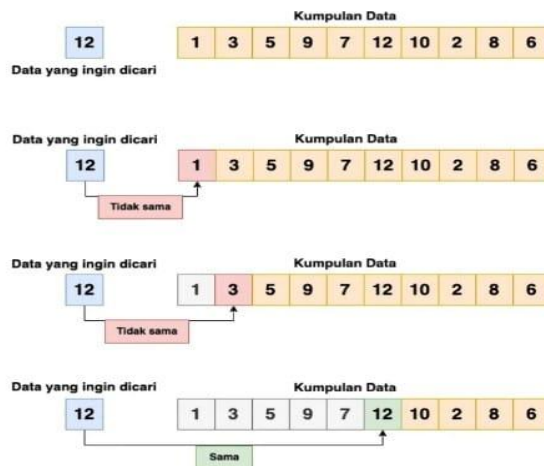 Kumpulan Data
12 1 3 5 9 7 12 10 2 8 6
Data yang ingin dicari
Data yang ingin dicari Kumpulan Data
12 1 3 5 9 7 12 10 2 8 6
Tidak sama
Data yang ingin dicari Kumpulan Data
12 1 3 5 9 7 12 10 2 8 6
Tidak sama
Data yang ingin dicari Kumpulan Data
12 1 3 5 9 7 12 10 2 8 6
Sama